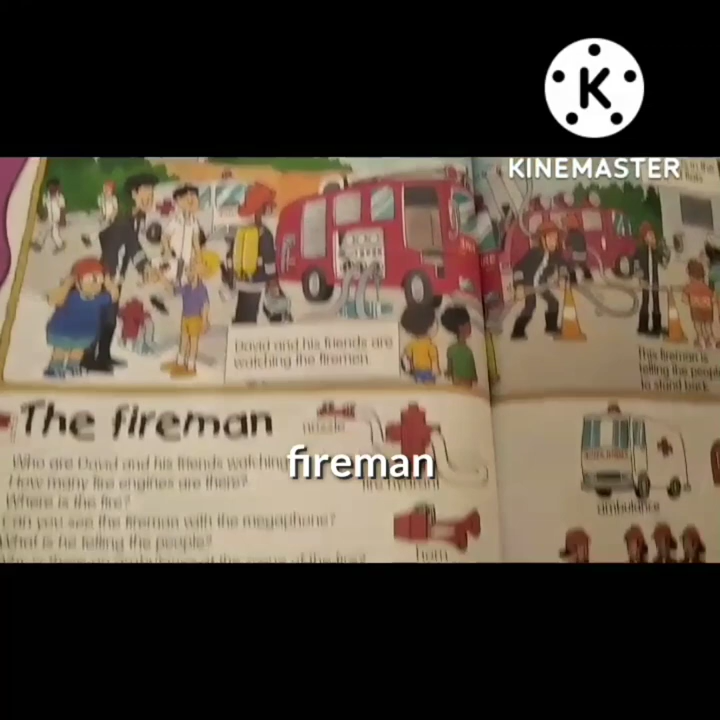 KINEMASTER
David and his friends are
watching the firemen
This fireman is
telling the people
to stand back.
The fireman
nozzle
Who are David and his friends watching
fireman
How many fire engines are there?
fire hydrant
Where is the fire?
Can you see the fireman with the megaphone?
What is he telling the people?
ambulance
horn